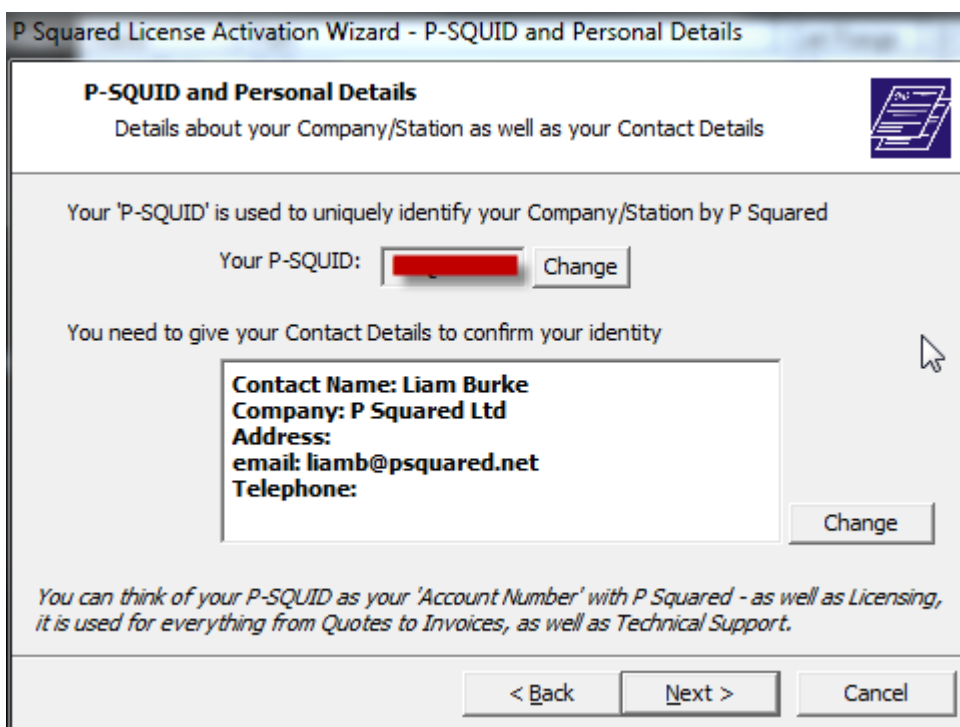 P Squared License Activation Wizard - P-SQUID and Personal Details
P-SQUID and Personal Details
Details about your Company/Station as well as your Contact Details
Your 'P-SQUID' is used to uniquely identify your Company/Station by P Squared
Your P-SQUID:
Change
You need to give your Contact Details to confirm your identity
Contact Name: Liam Burke
Company: P Squared Ltd
Address:
email: liamb@psquared.net
Telephone:
Change
You can think of your P-SQUID as your 'Account Number' with P Squared - as well as Licensing,
it is used for everything from Quotes to Invoices, as well as Technical Support.
< Back
Next >
Cancel